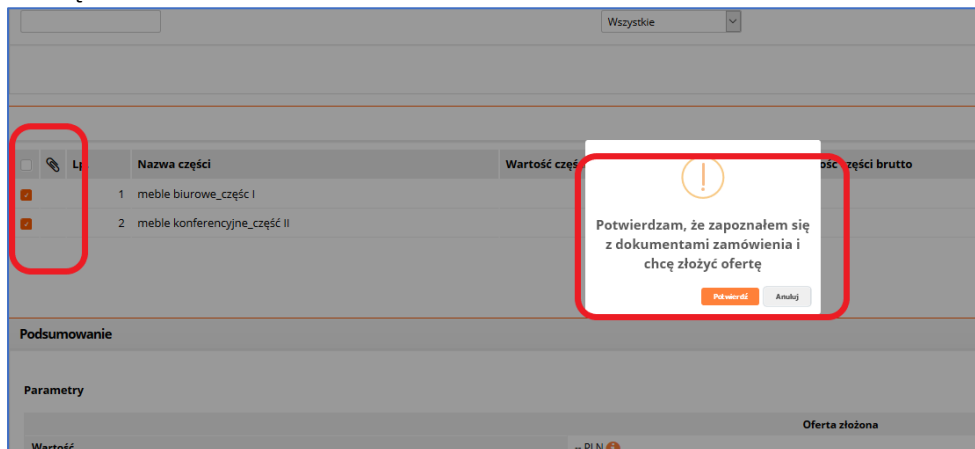 Wszystkie
Lp. Nazwa części Wartość częś ość części brutto
1 meble biurowe_częśc I
2 meble konferencyjne_część II
Potwierdzam, że zapoznałem się
z dokumentami zamówienia i
chcę złożyć ofertę
Potwierdź Anuluj
Podsumowanie
Parametry
Oferta złożona
Wartość -- PLN